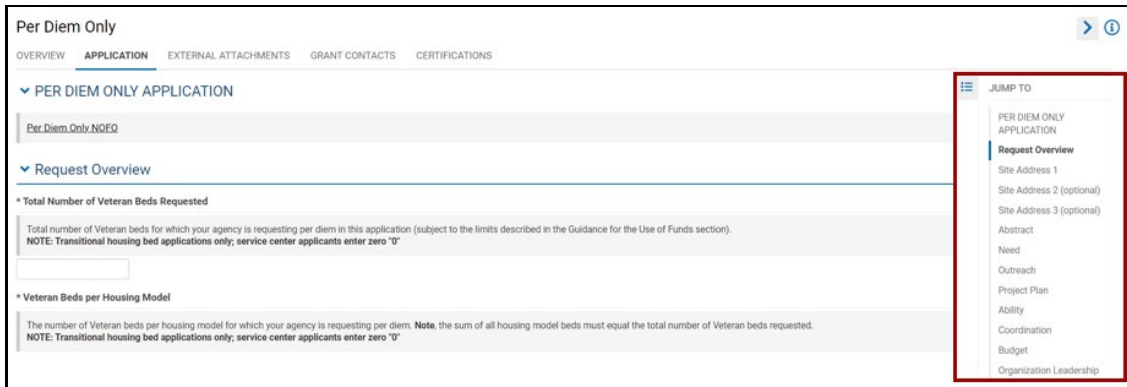 Per Diem Only
OVERVIEW APPLICATION EXTERNAL ATTACHMENTS GRANT CONTACTS CERTIFICATIONS
PER DIEM ONLY APPLICATION
Per Diem Only NOFO
Request Overview
* Total Number of Veteran Beds Requested
Total number of Veteran beds for which your agency is requesting per diem in this application (subject to the limits described in the Guidance for the Use of Funds section).
NOTE: Transitional housing bed applications only; service center applicants enter zero "0"
* Veteran Beds per Housing Model
The number of Veteran beds per housing model for which your agency is requesting per diem. Note, the sum of all housing model beds must equal the total number of Veteran beds requested.
NOTE: Transitional housing bed applications only; service center applicants enter zero "0"
JUMP TO
PER DIEM ONLY
APPLICATION
Request Overview
Site Address 1
Site Address 2 (optional)
Site Address 3 (optional)
Abstract
Need
Outreach
Project Plan
Ability
Coordination
Budget
Organization Leadership